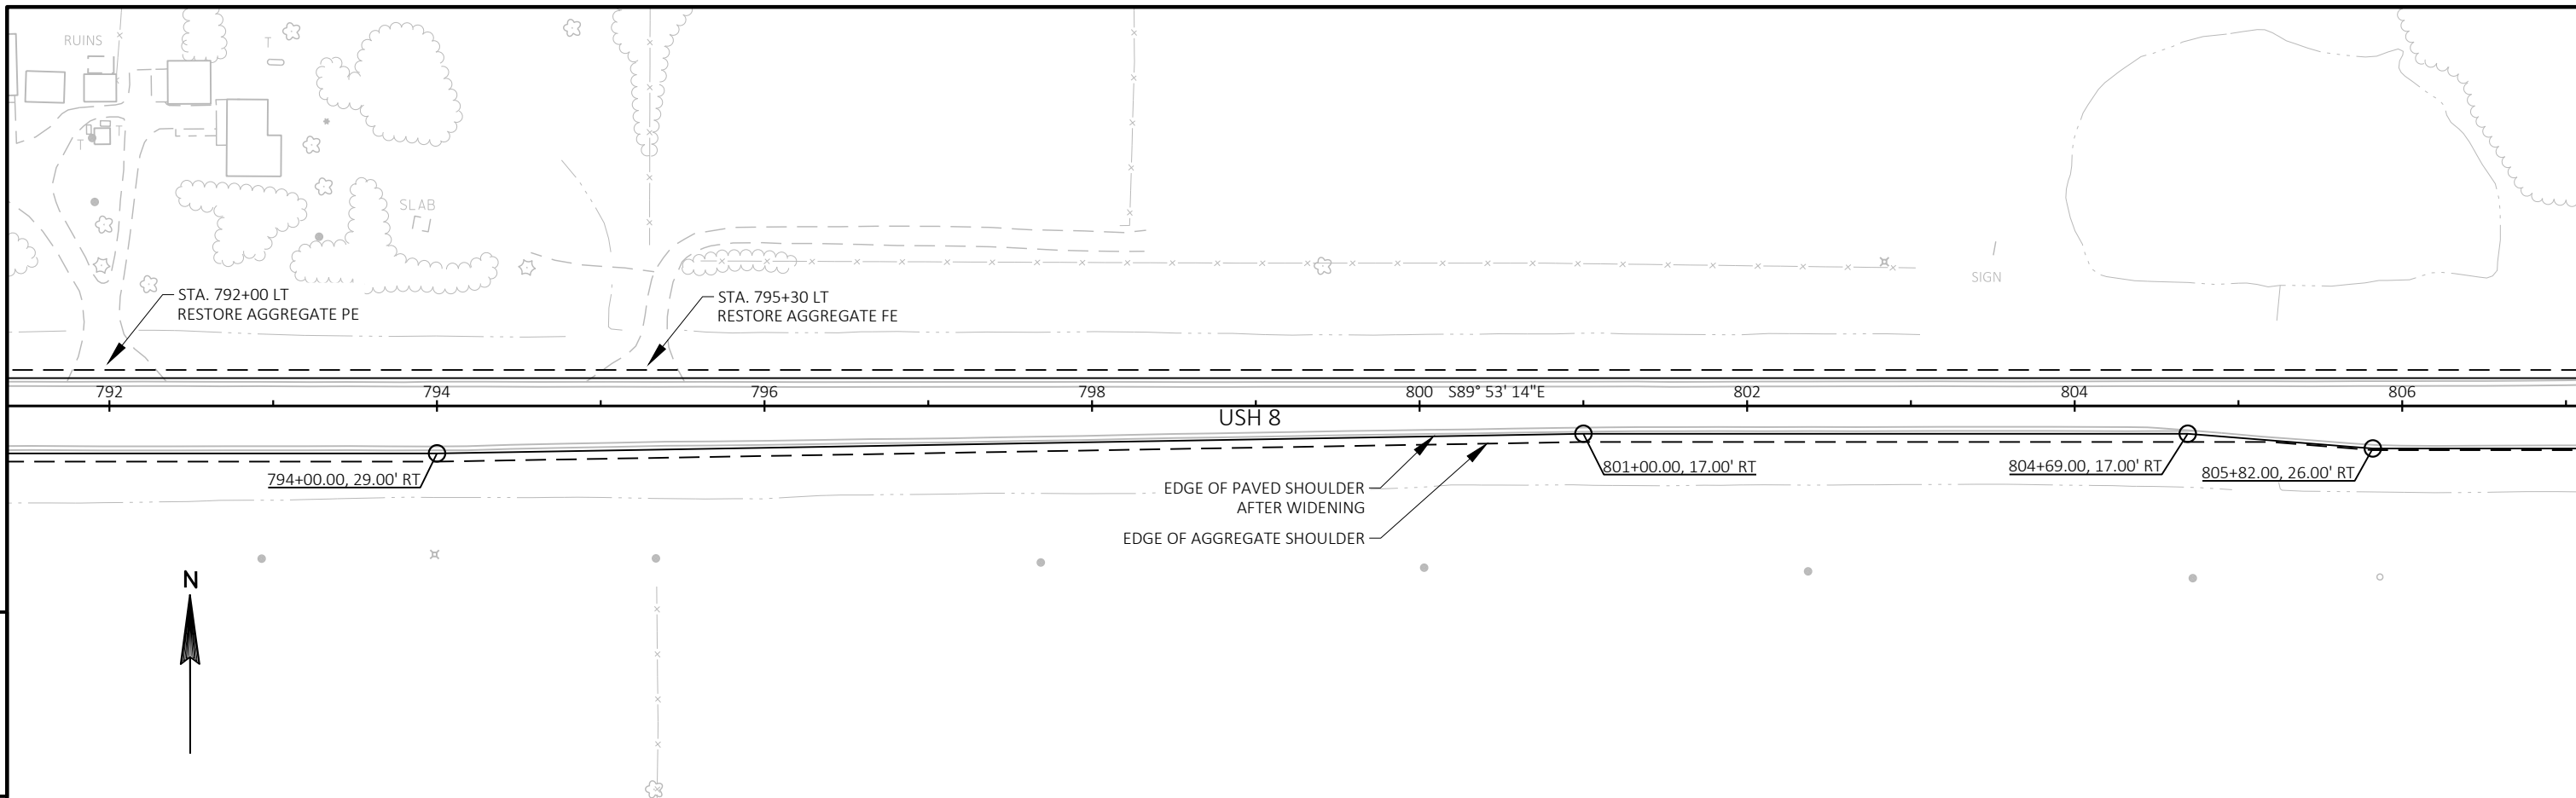 RUINS
T
T
T
SLAB
SIGN
STA. 792+00 LT
RESTORE AGGREGATE PE
STA. 795+30 LT
RESTORE AGGREGATE FE
792
794
796
798
800
S89° 53' 14"E
802
804
806
USH 8
794+00.00, 29.00' RT
801+00.00, 17.00' RT
804+69.00, 17.00' RT
805+82.00, 26.00' RT
EDGE OF PAVED SHOULDER
AFTER WIDENING
EDGE OF AGGREGATE SHOULDER
N